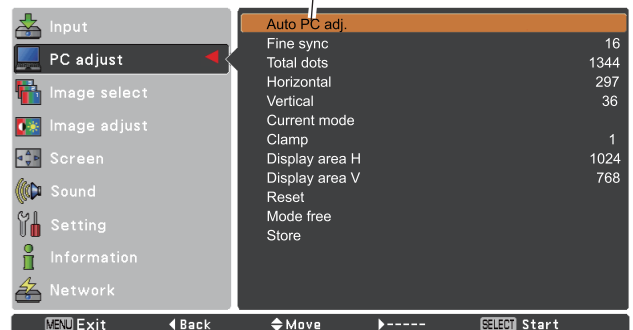 Input
PC adjust
Image select
Image adjust
Screen
Sound
Setting
Information
Network
Auto PC adj.
Fine sync 16
Total dots 1344
Horizontal 297
Vertical 36
Current mode
Clamp 1
Display area H 1024
Display area V 768
Reset
Mode free
Store
MENU Exit Back Move ----- SELECT Start